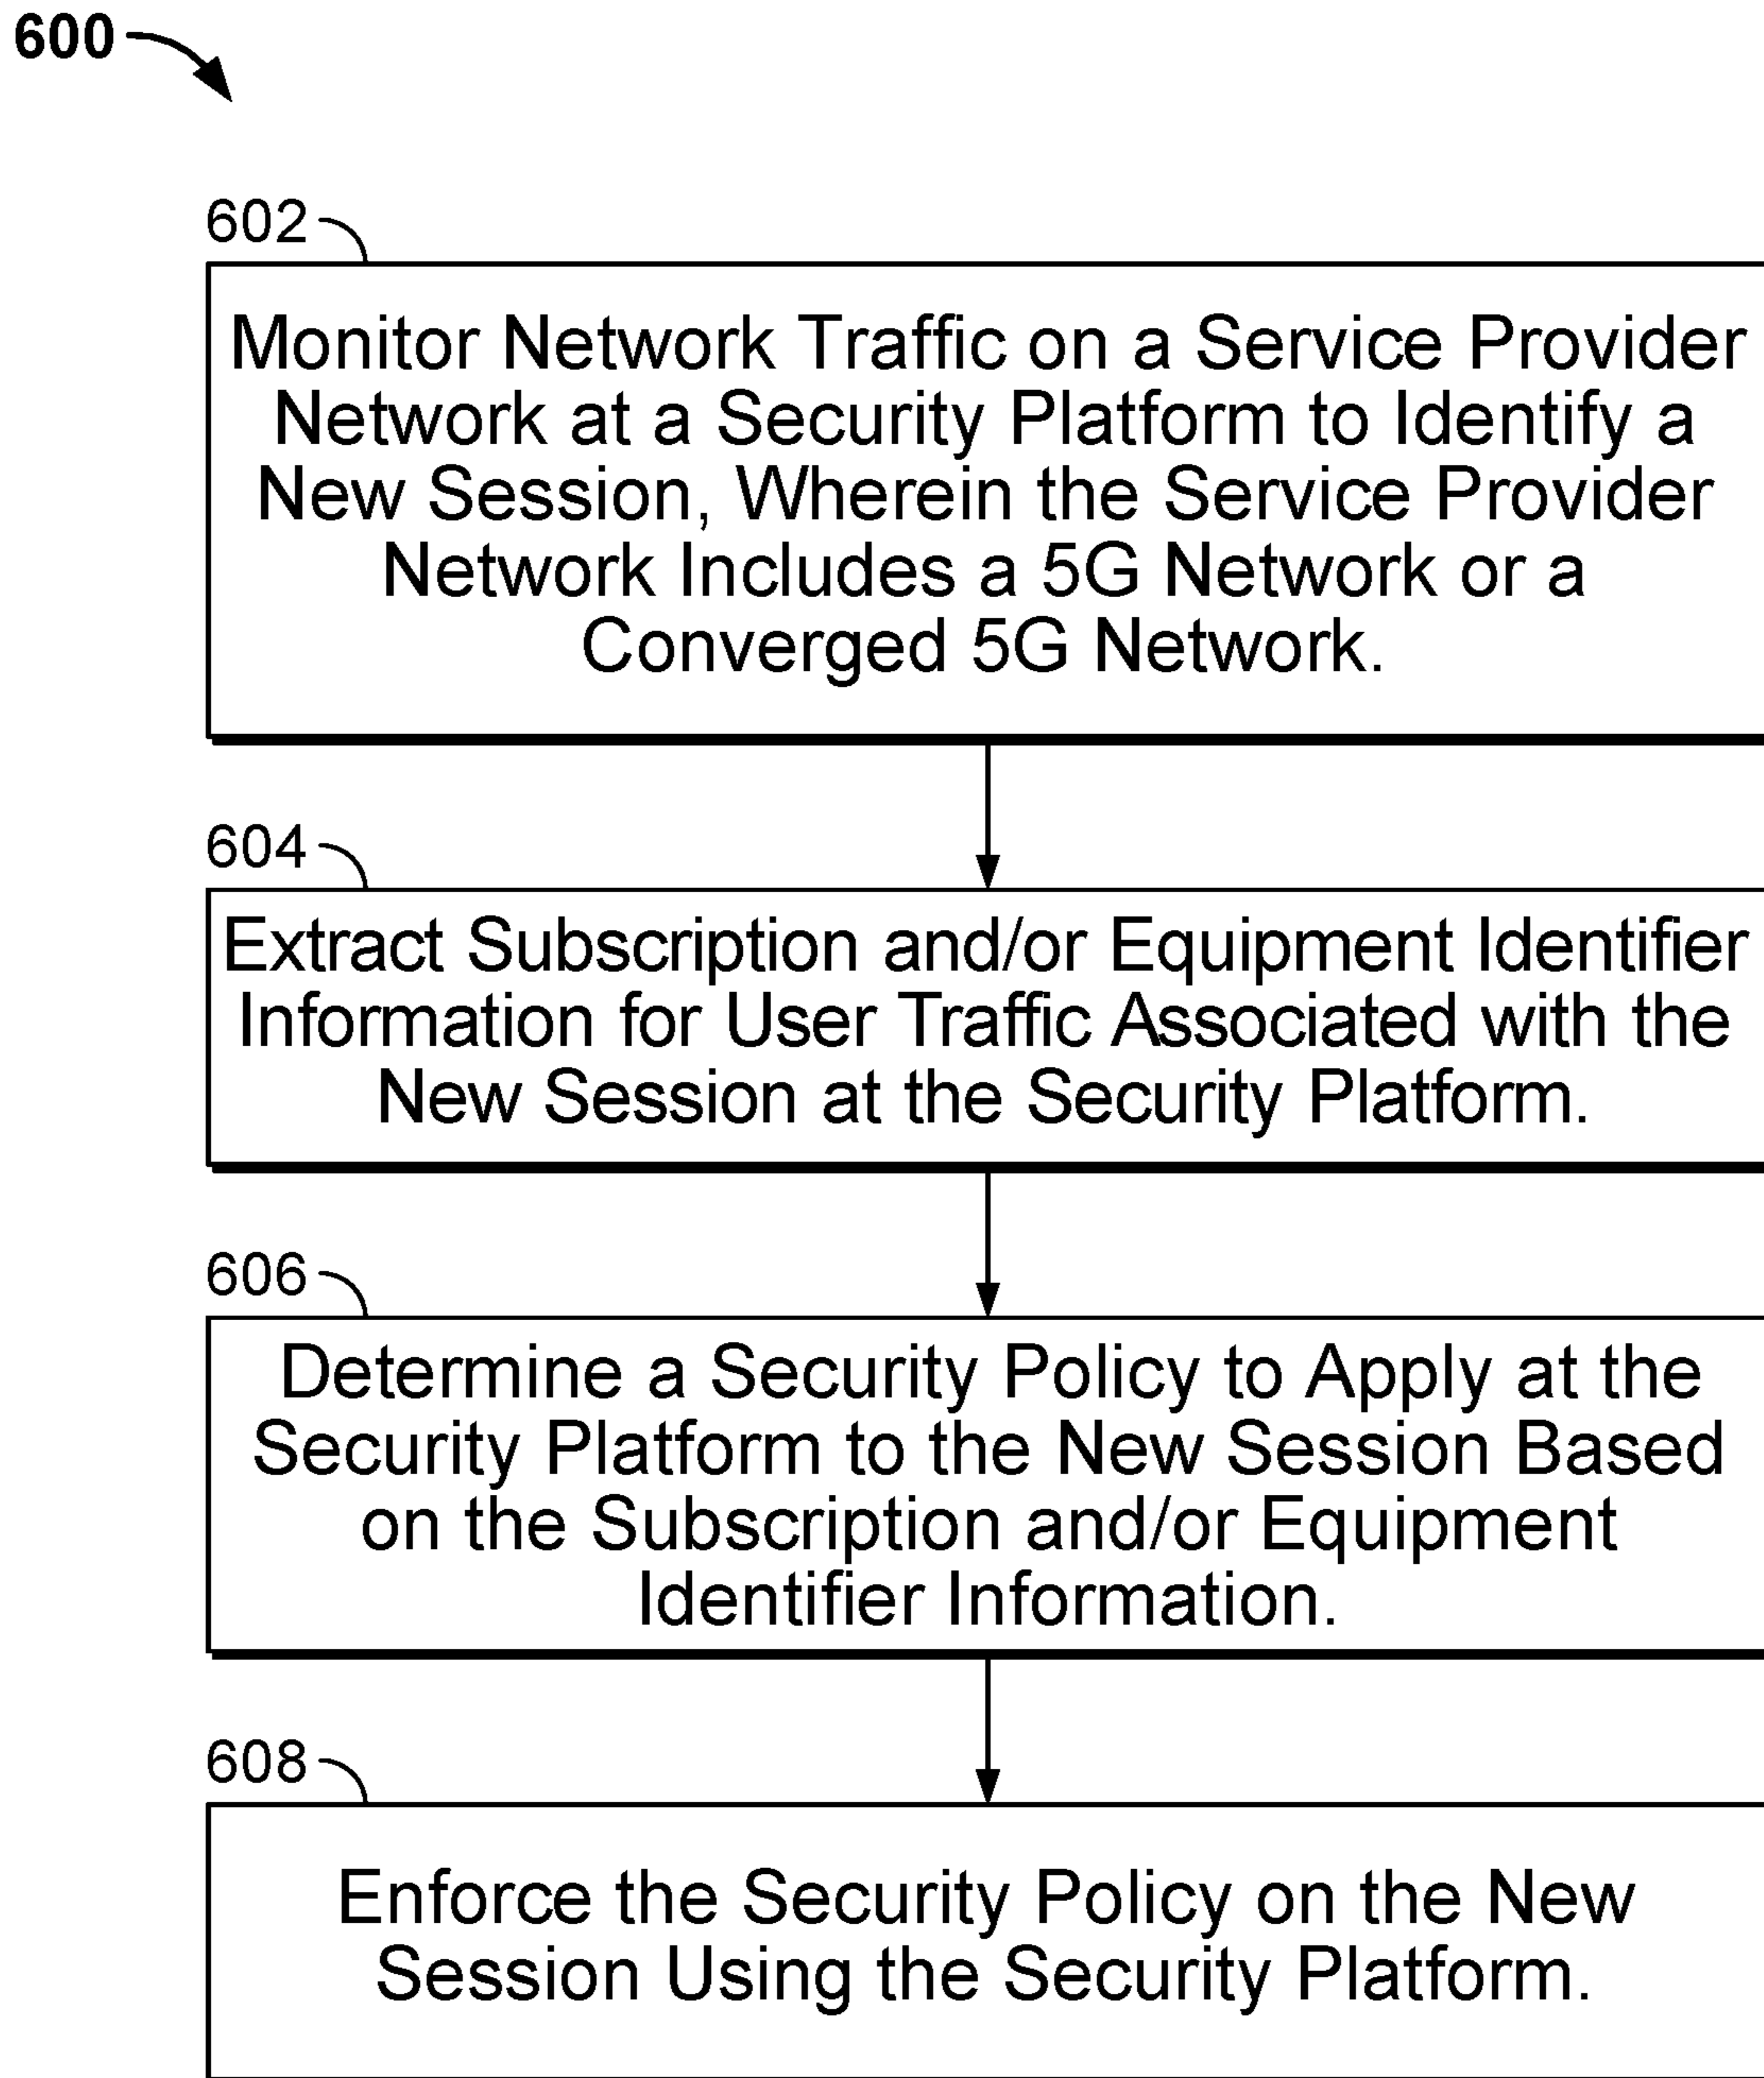 600
602
Monitor Network Traffic on a Service Provider
Network at a Security Platform to Identify a
New Session, Wherein the Service Provider
Network Includes a 5G Network or a
Converged 5G Network.
604
Extract Subscription and/or Equipment Identifier
Information for User Traffic Associated with the
New Session at the Security Platform.
606
Determine a Security Policy to Apply at the
Security Platform to the New Session Based
on the Subscription and/or Equipment
Identifier Information.
608
Enforce the Security Policy on the New
Session Using the Security Platform.